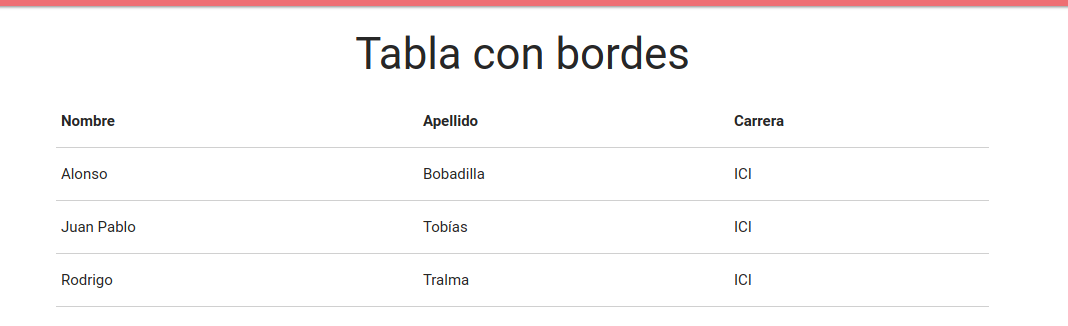 Tabla con bordes
Nombre Apellido Carrera
Alonso Bobadilla ICI
Juan Pablo Tobías ICI
Rodrigo Tralma ICI